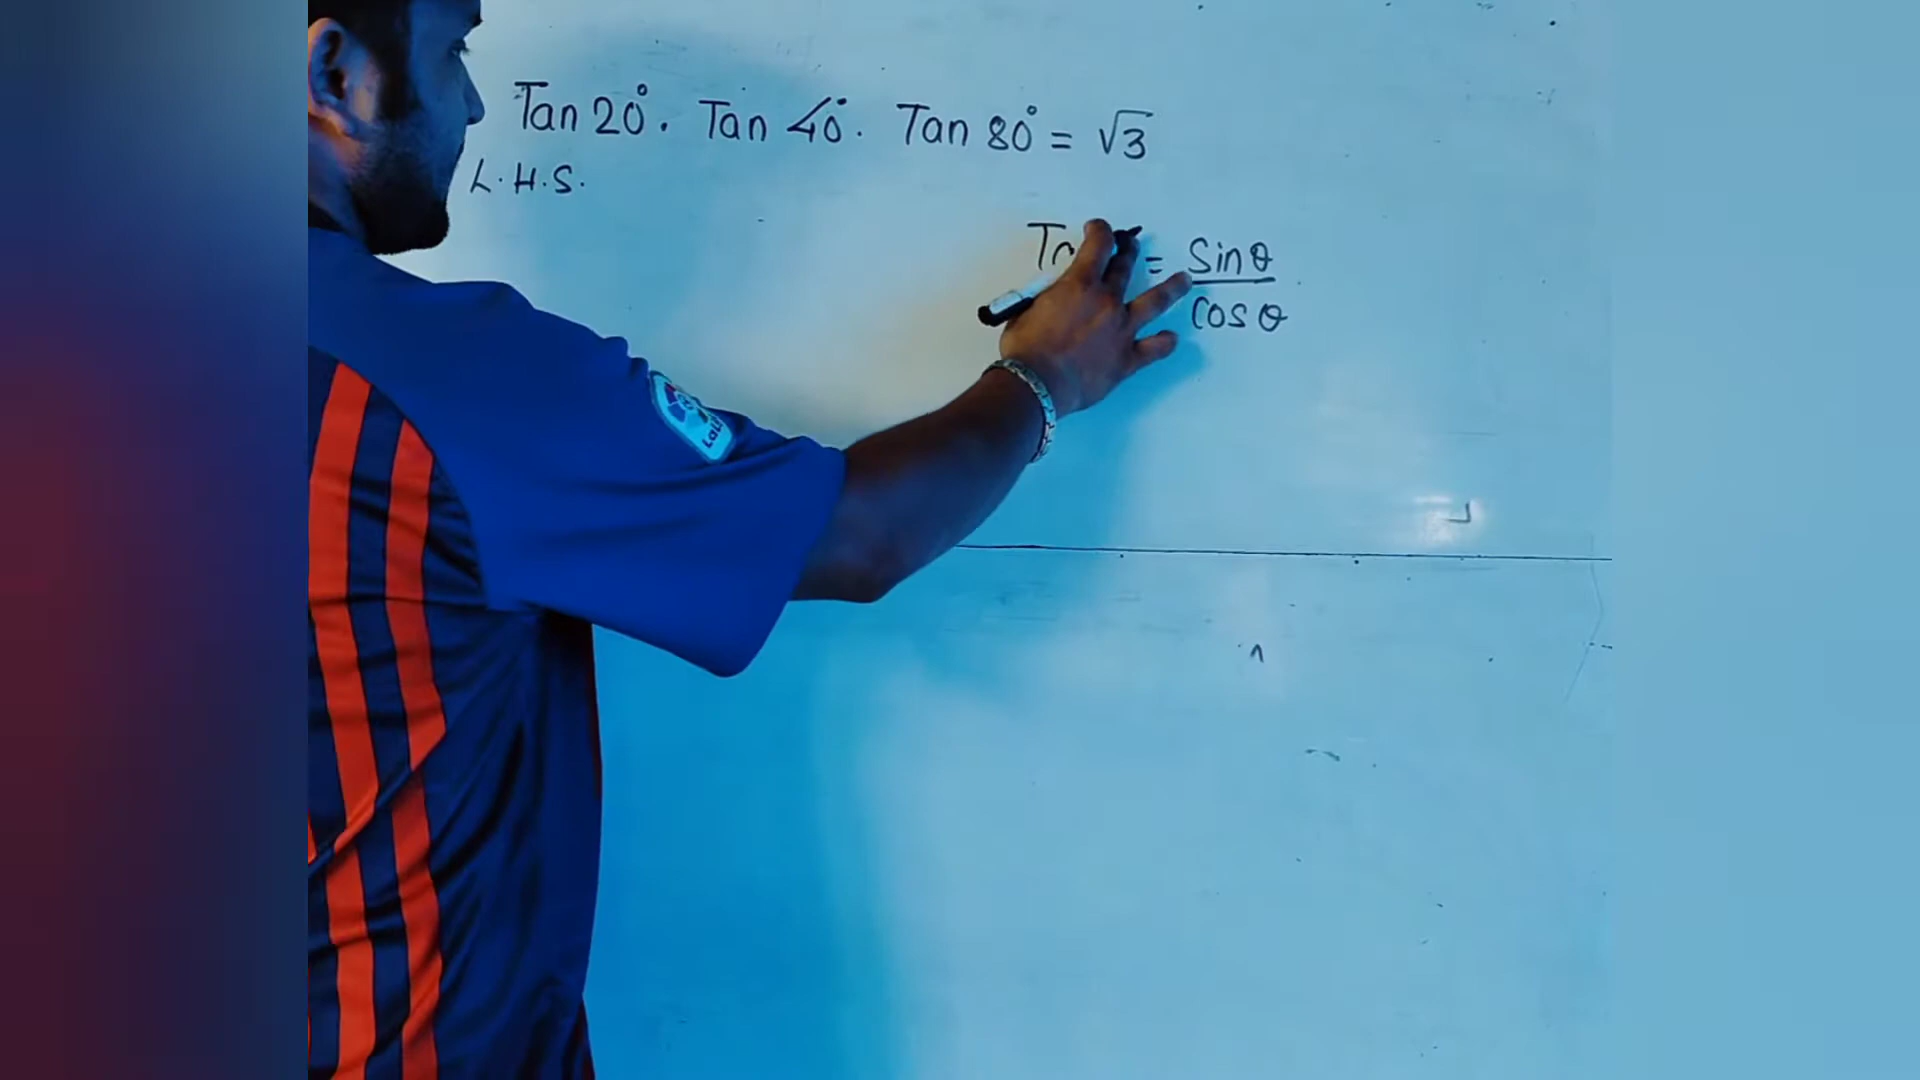 Tan 20°. Tan 40°. Tan 80° = √3
L.H.S.
= Sinθ
Cosθ